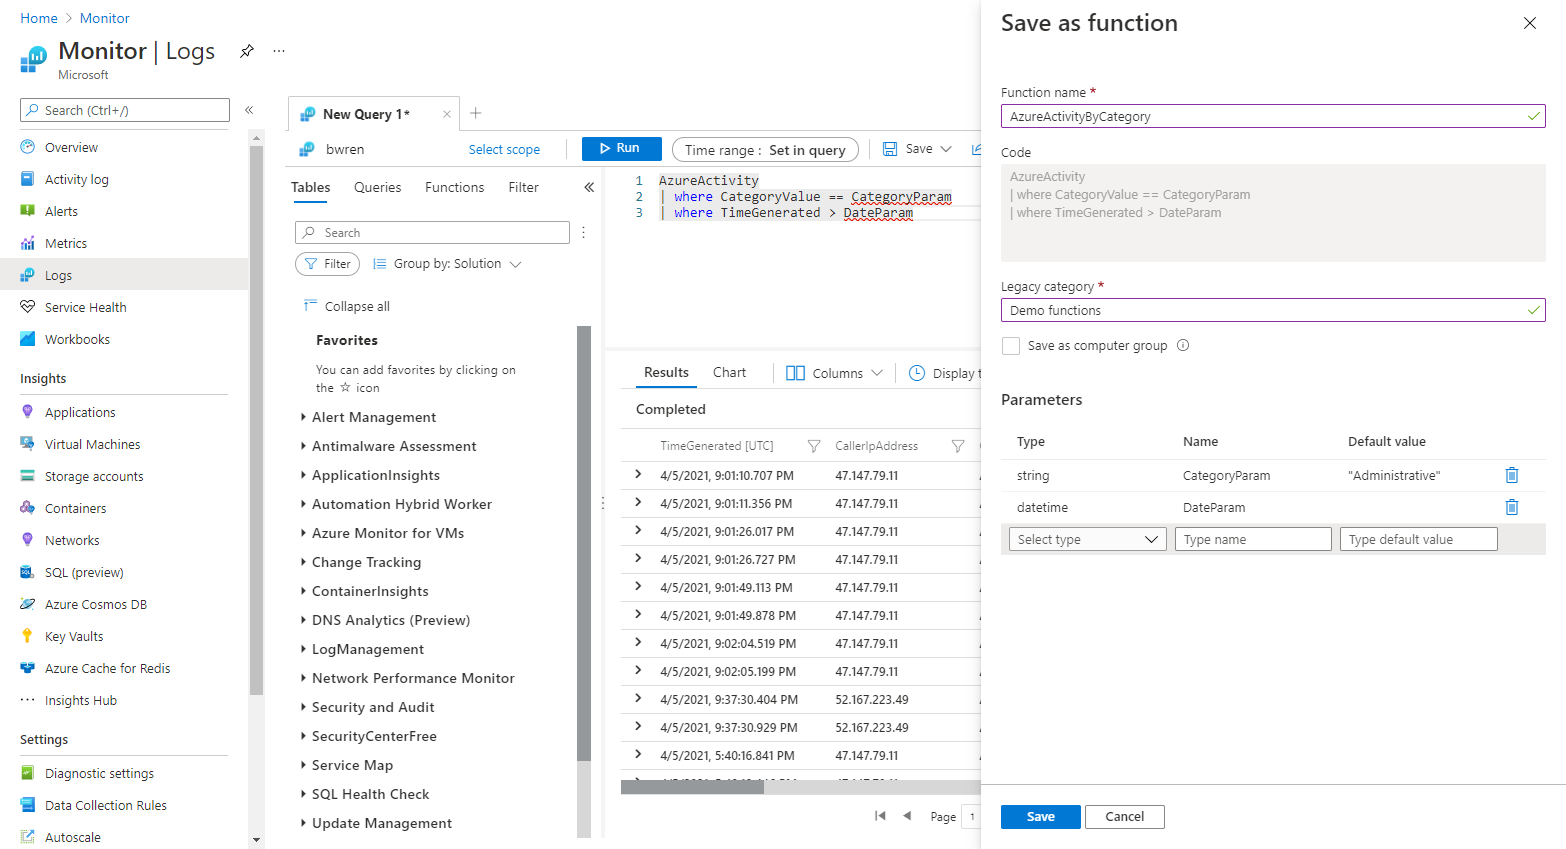 Home > Monitor
Monitor | Logs
Microsoft
Search (Ctrl+/)
Overview
Activity log
Alerts
Metrics
Logs
Service Health
Workbooks
Insights
Applications
Virtual Machines
Storage accounts
Containers
Networks
SQL (preview)
Azure Cosmos DB
Key Vaults
Azure Cache for Redis
Insights Hub
Settings
Diagnostic settings
Data Collection Rules
Autoscale
New Query 1*
bwren
Select scope
Run
Time range : Set in query
Save
Tables Queries Functions Filter
Search
Filter
Group by: Solution
Collapse all
Favorites
You can add favorites by clicking on
the ☆ icon
Alert Management
Antimalware Assessment
ApplicationInsights
Automation Hybrid Worker
Azure Monitor for VMs
Change Tracking
ContainerInsights
DNS Analytics (Preview)
LogManagement
Network Performance Monitor
Security and Audit
SecurityCenterFree
Service Map
SQL Health Check
Update Management
1 AzureActivity
2 | where CategoryValue == CategoryParam
3 | where TimeGenerated > DateParam
Results Chart Columns Display t
Completed
TimeGenerated [UTC] CallerIpAddress
4/5/2021, 9:01:10.707 PM 47.147.79.11
4/5/2021, 9:01:11.356 PM 47.147.79.11
4/5/2021, 9:01:26.017 PM 47.147.79.11
4/5/2021, 9:01:26.727 PM 47.147.79.11
4/5/2021, 9:01:49.113 PM 47.147.79.11
4/5/2021, 9:01:49.878 PM 47.147.79.11
4/5/2021, 9:02:04.519 PM 47.147.79.11
4/5/2021, 9:02:05.199 PM 47.147.79.11
4/5/2021, 9:37:30.404 PM 52.167.223.49
4/5/2021, 9:37:30.929 PM 52.167.223.49
4/5/2021, 5:40:16.841 PM 47.147.79.11
Page 1
Save as function
Function name *
AzureActivityByCategory
Code
AzureActivity
| where CategoryValue == CategoryParam
| where TimeGenerated > DateParam
Legacy category *
Demo functions
Save as computer group
Parameters
Type Name Default value
string CategoryParam "Administrative"
datetime DateParam
Select type Type name Type default value
Save Cancel